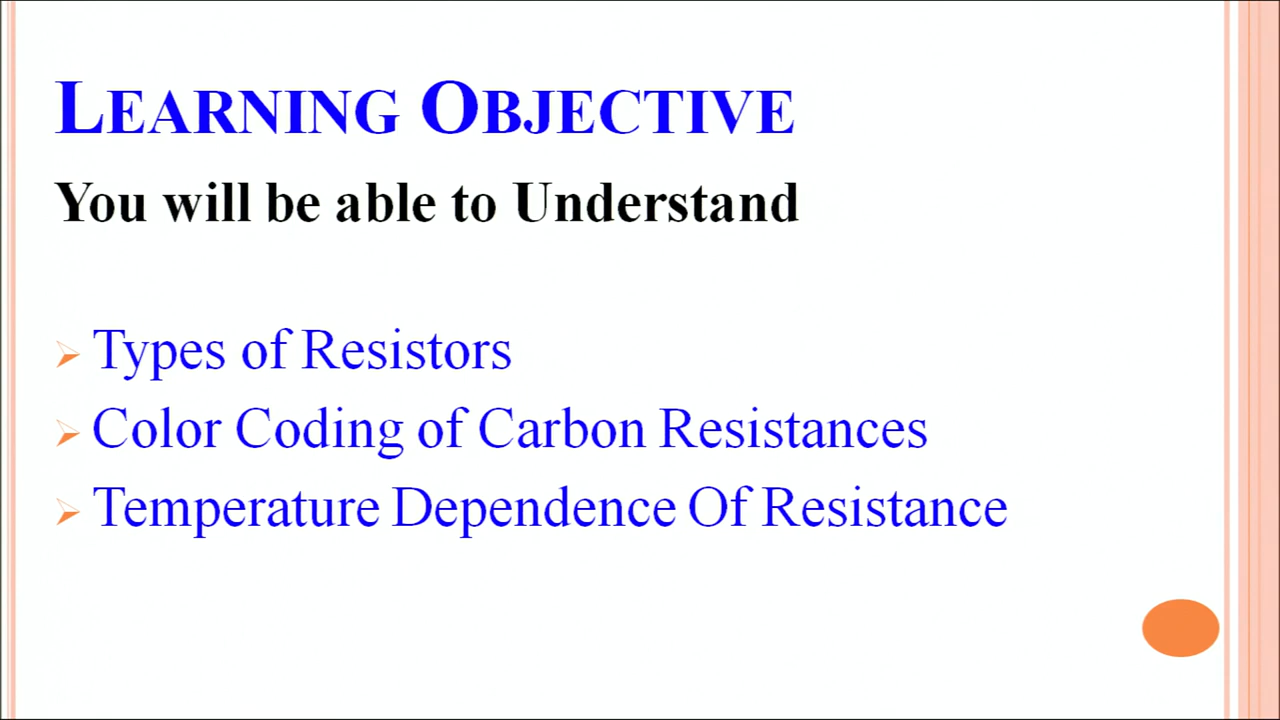 LEARNING OBJECTIVE
You will be able to Understand
Types of Resistors
Color Coding of Carbon Resistances
Temperature Dependence Of Resistance